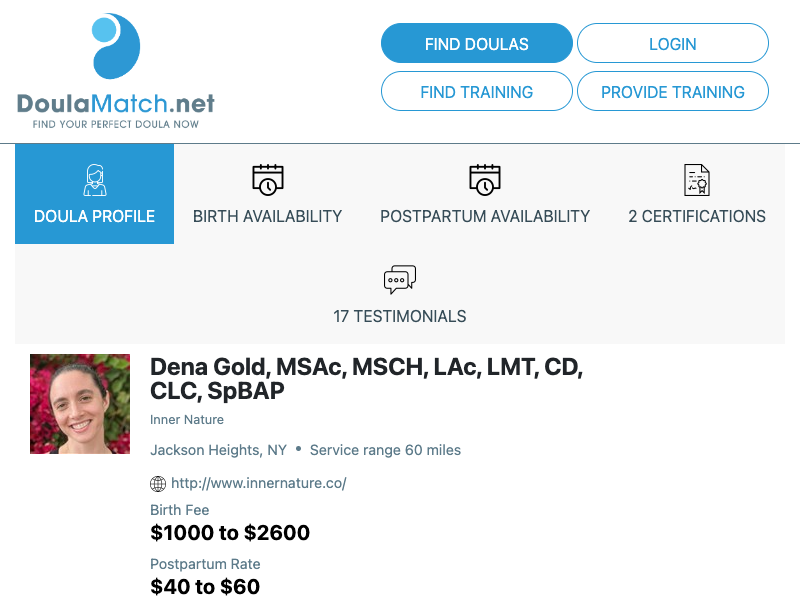 DoulaMatch.net
FIND YOUR PERFECT DOULA NOW
FIND DOULAS
LOGIN
FIND TRAINING
PROVIDE TRAINING
DOULA PROFILE
BIRTH AVAILABILITY
POSTPARTUM AVAILABILITY
2 CERTIFICATIONS
17 TESTIMONIALS
Dena Gold, MSAc, MSCH, LAc, LMT, CD,
CLC, SpBAP
Inner Nature
Jackson Heights, NY • Service range 60 miles
http://www.innernature.co/
Birth Fee
$1000 to $2600
Postpartum Rate
$40 to $60